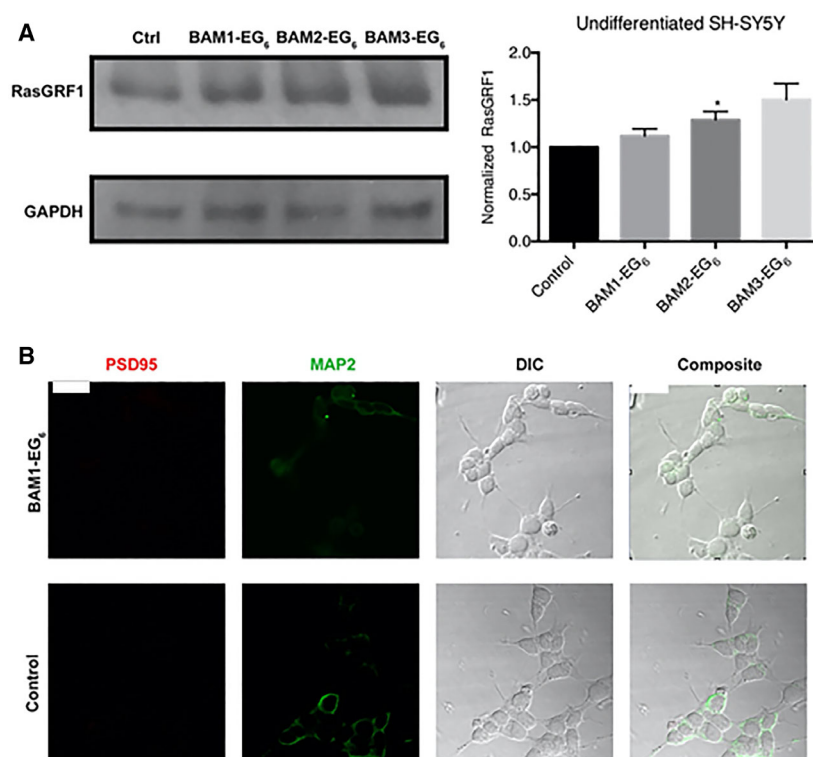 A
Ctrl BAM1-EG6 BAM2-EG6 BAM3-EG6
RasGRF1
GAPDH
Undifferentiated SH-SY5Y
Normalized RasGRF1
2.0
1.5
1.0
0.5
0.0
*
Control
BAM1-EG6
BAM2-EG6
BAM3-EG6
B
PSD95 MAP2 DIC Composite
BAM1-EG6
Control